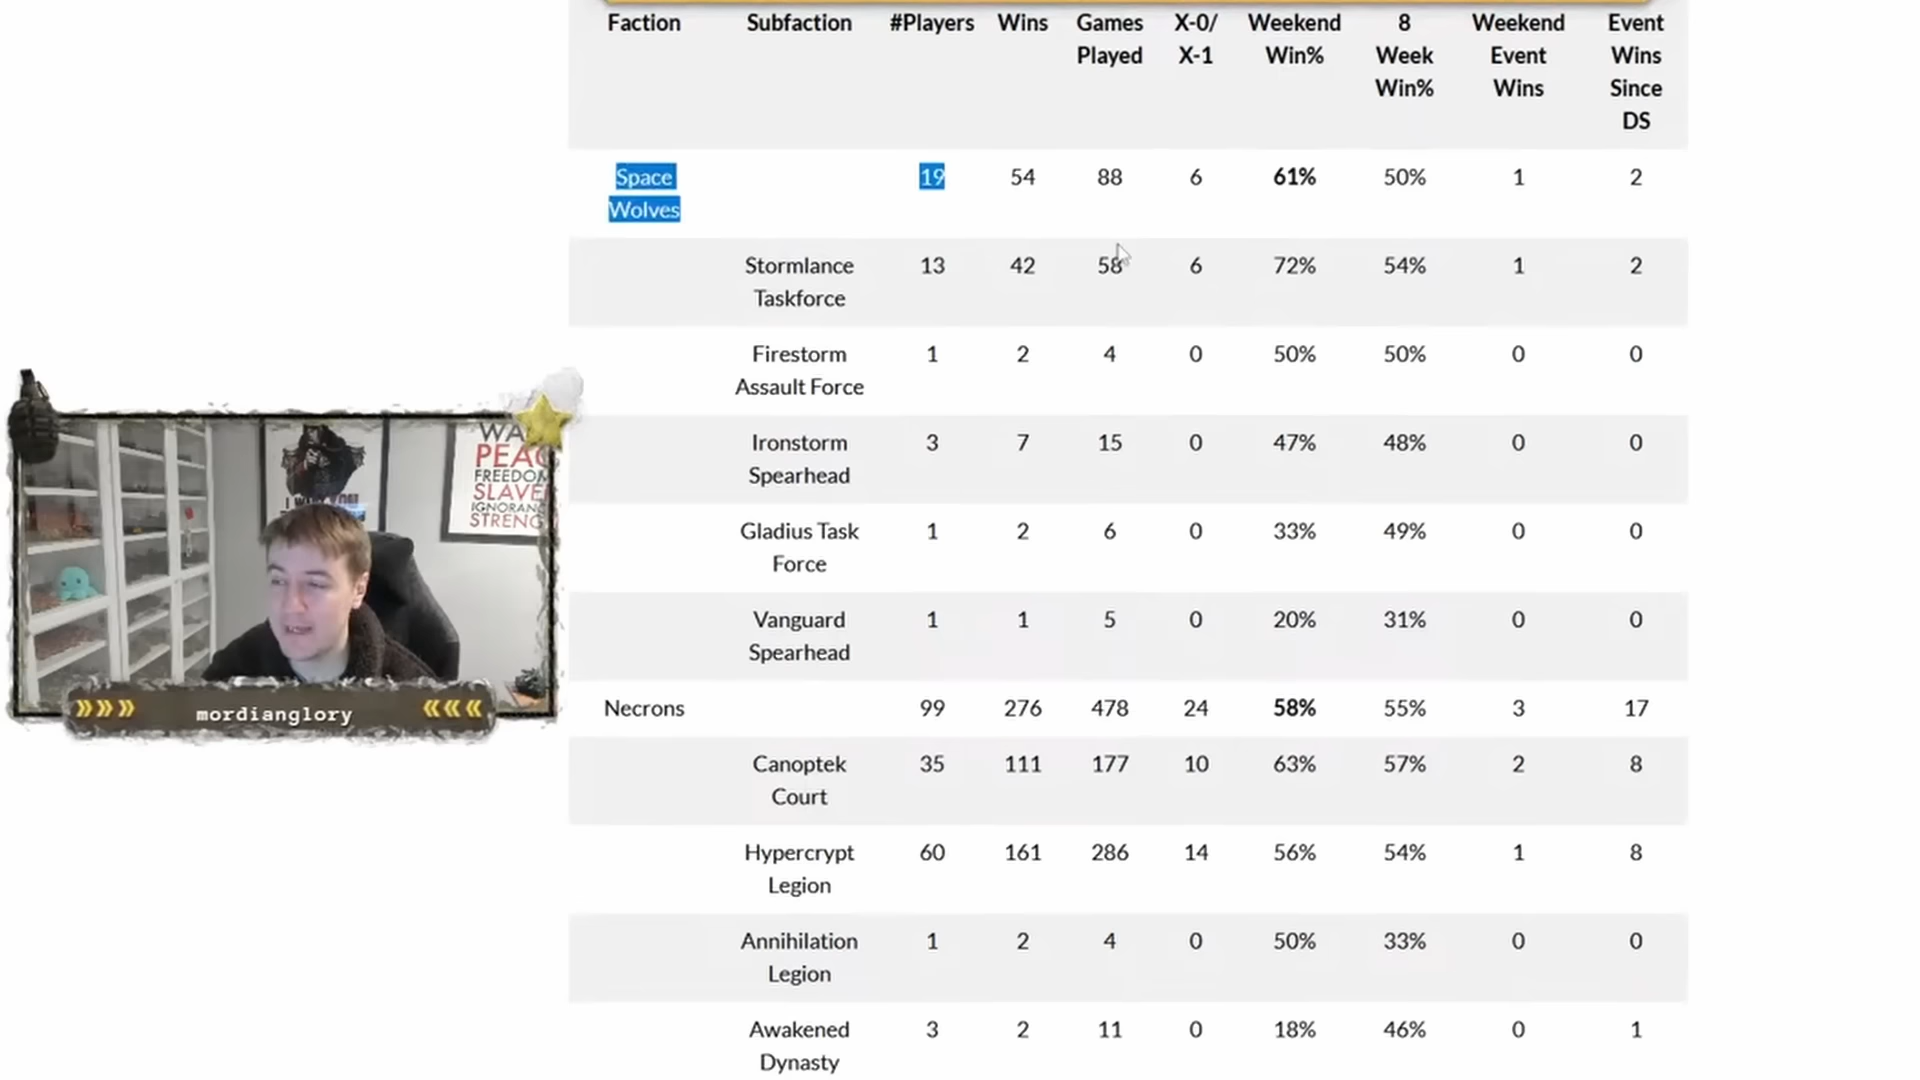 Faction Subfaction #Players Wins Games Played X-0/ X-1 Weekend Win% 8 Week Win% Weekend Event Wins Event Wins Since DS
Space Wolves 19 54 88 6 61% 50% 1 2
Stormlance Taskforce 13 42 58 6 72% 54% 1 2
Firestorm Assault Force 1 2 4 0 50% 50% 0 0
Ironstorm Spearhead 3 7 15 0 47% 48% 0 0
Gladius Task Force 1 2 6 0 33% 49% 0 0
Vanguard Spearhead 1 1 5 0 20% 31% 0 0
Necrons 99 276 478 24 58% 55% 3 17
Canoptek Court 35 111 177 10 63% 57% 2 8
Hypercrypt Legion 60 161 286 14 56% 54% 1 8
Annihilation Legion 1 2 4 0 50% 33% 0 0
Awakened Dynasty 3 2 11 0 18% 46% 0 1
PEAC
FREEDOM
SLAVE
IGNORANC
STRENG
mordianglory